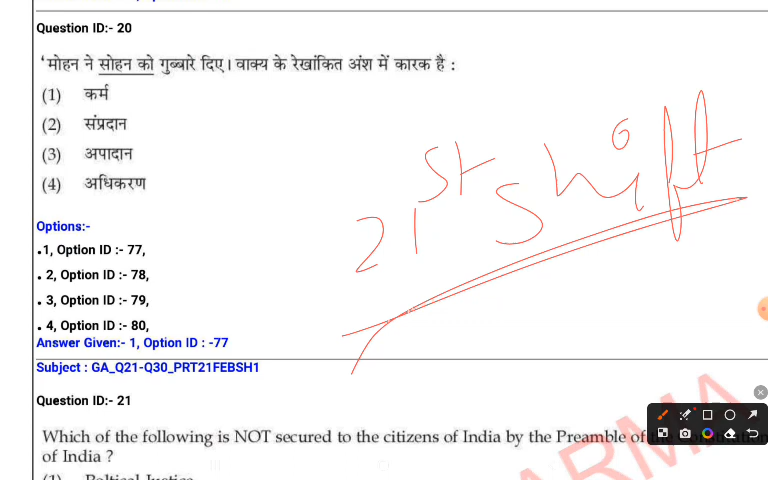 Question ID:- 20
'मोहन ने सोहन को गुब्बारे दिए। वाक्य के रेखांकित अंश में कारक है :
(1) कर्म
(2) संप्रदान
(3) अपादान
(4) अधिकरण
21st Shift
Options:-
.1, Option ID :- 77,
. 2, Option ID :- 78,
. 3, Option ID :- 79,
. 4, Option ID :- 80,
Answer Given:- 1, Option ID : -77
Subject : GA_Q21-Q30_PRT21FEBSH1
Question ID:- 21
Which of the following is NOT secured to the citizens of India by the Preamble of
of India ?
ARMA